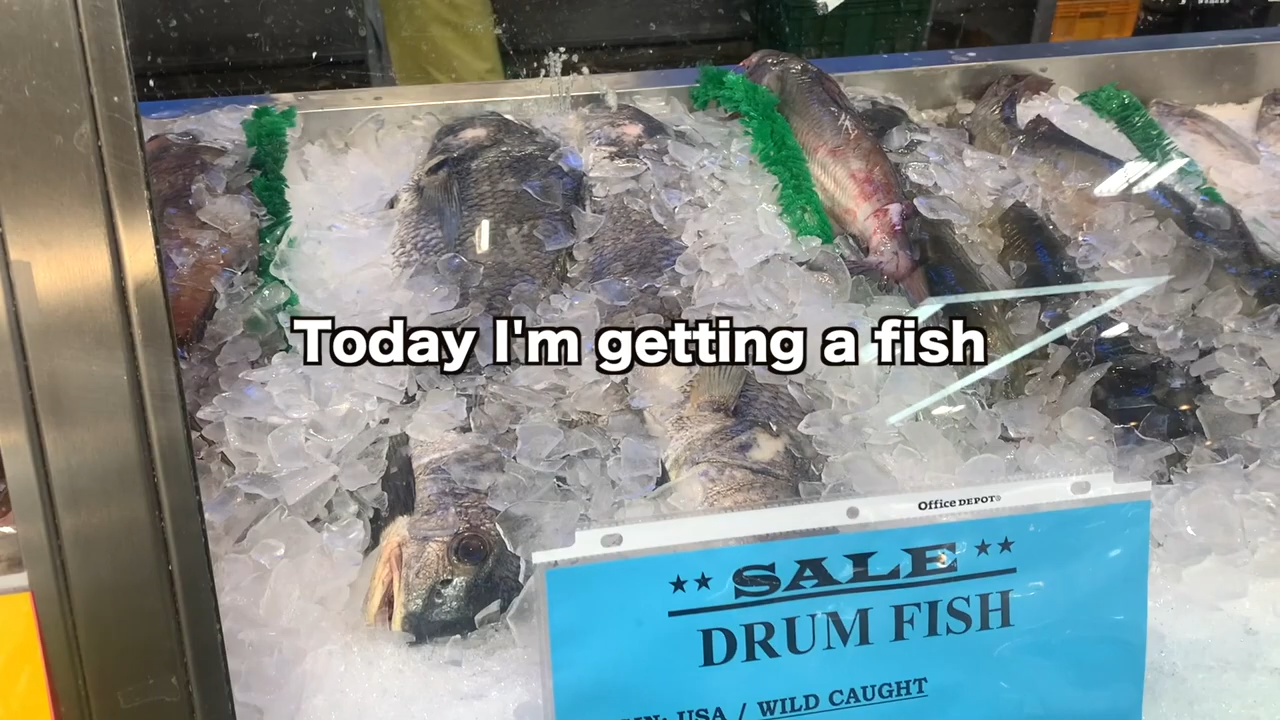 Today I'm getting a fish
Office DEPOT®
** SALE **
DRUM FISH
USA / WILD CAUGHT